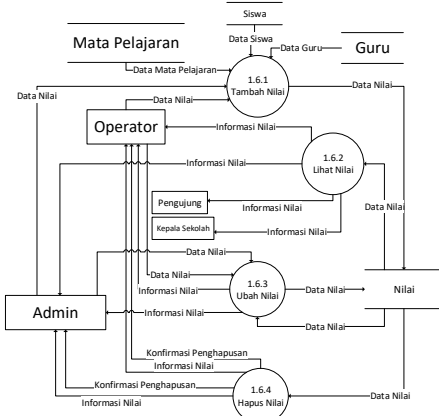 Siswa
Mata Pelajaran
Data Siswa
Guru
Data Guru
Data Mata Pelajaran
1.6.1
Tambah Nilai
Data Nilai
Data Nilai
Data Nilai
Operator
Informasi Nilai
1.6.2
Lihat Nilai
Informasi Nilai
Pengujung
Informasi Nilai
Data Nilai
Kepala Sekolah
Informasi Nilai
Data Nilai
Data Nilai
1.6.3
Ubah Nilai
Informasi Nilai
Data Nilai
Nilai
Admin
Informasi Nilai
Data Nilai
Konfirmasi Penghapusan
Informasi Nilai
Konfirmasi Penghapusan
Informasi Nilai
1.6.4
Hapus Nilai
Data Nilai